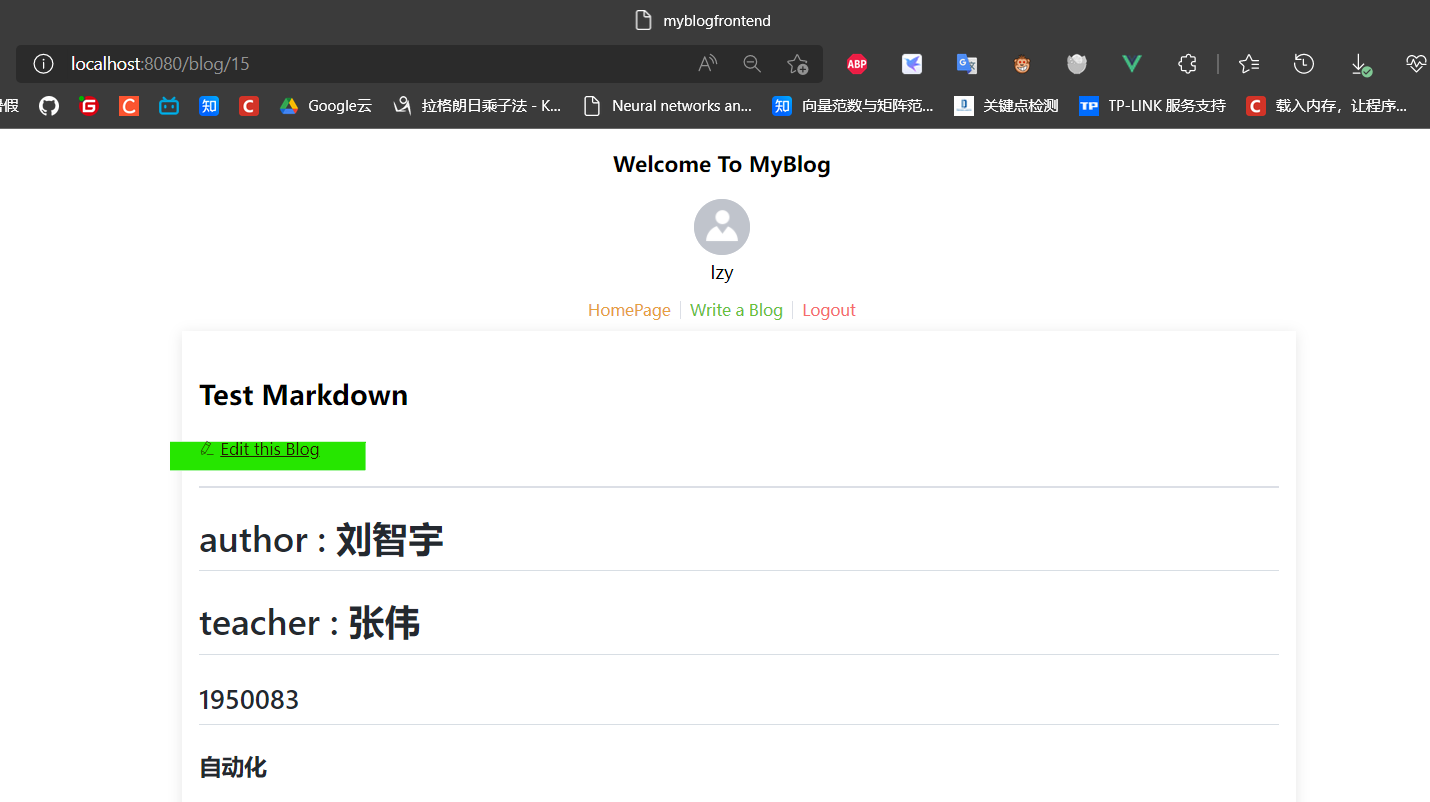 myblogfrontend
localhost:8080/blog/15
ABP
假 G C 知 C Google云 拉格朗日乘子法 - K... Neural networks an... 知 向量范数与矩阵范... 关键点检测 TP TP-LINK 服务支持 C 载入内存，让程序...
Welcome To MyBlog
lzy
HomePage Write a Blog Logout
Test Markdown
Edit this Blog
author : 刘智宇
teacher : 张伟
1950083
自动化